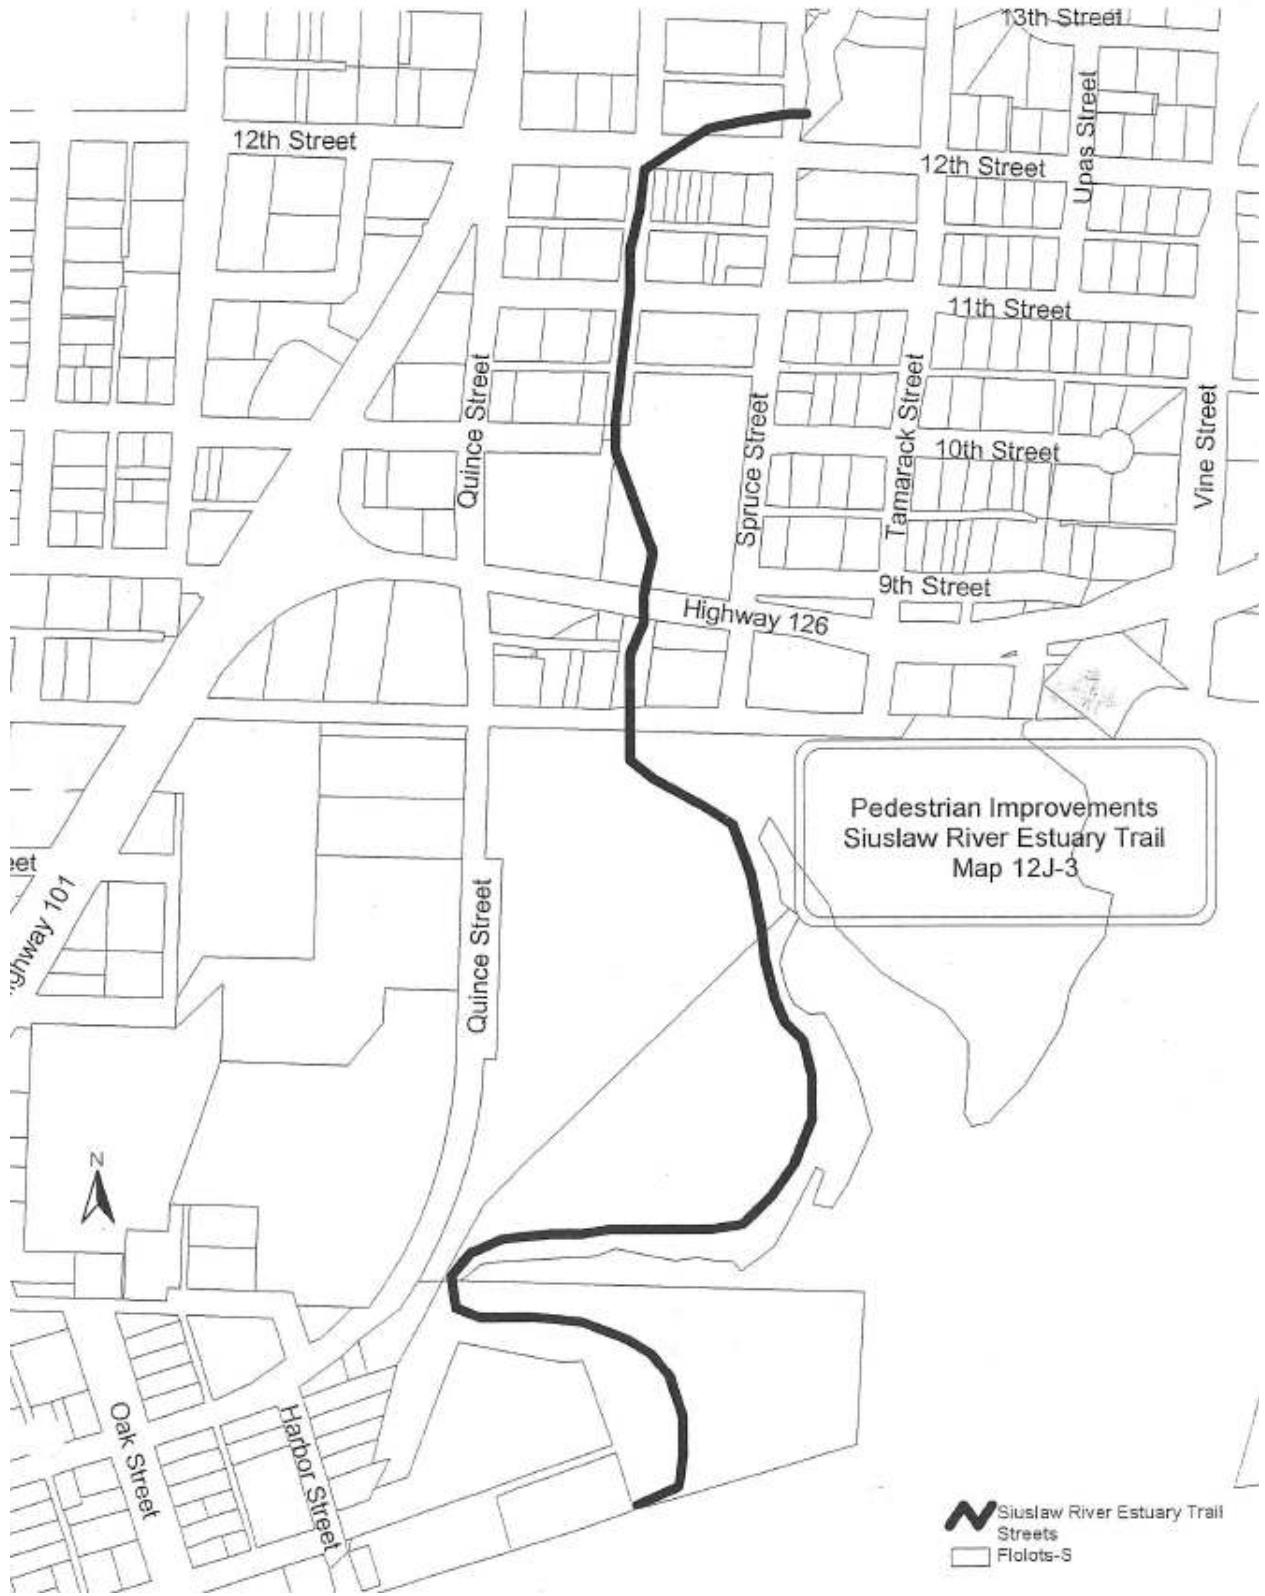 13th Street
12th Street
12th Street
Upas Street
11th Street
Quince Street
Spruce Street
Tamarack Street
10th Street
Vine Street
9th Street
Highway 126
Pedestrian Improvements
Siuslaw River Estuary Trail
Map 12J-3
eet
ghway 101
Quince Street
N
Oak Street
Harbor Street
Siuslaw River Estuary Trail
Streets
Flolots-S